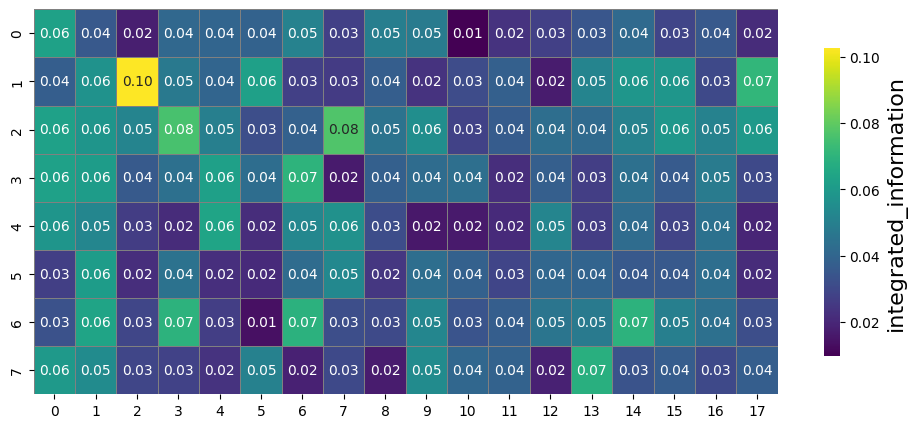 0 0.06 0.04 0.02 0.04 0.04 0.04 0.05 0.03 0.05 0.05 0.01 0.02 0.03 0.03 0.04 0.03 0.04 0.02
1 0.04 0.06 0.10 0.05 0.04 0.06 0.03 0.03 0.04 0.02 0.03 0.04 0.02 0.05 0.06 0.06 0.03 0.07
2 0.06 0.06 0.05 0.08 0.05 0.03 0.04 0.08 0.05 0.06 0.03 0.04 0.04 0.04 0.05 0.06 0.05 0.06
3 0.06 0.06 0.04 0.04 0.06 0.04 0.07 0.02 0.04 0.04 0.04 0.02 0.04 0.03 0.04 0.04 0.05 0.03
4 0.06 0.05 0.03 0.02 0.06 0.02 0.05 0.06 0.03 0.02 0.02 0.02 0.05 0.03 0.04 0.03 0.04 0.02
5 0.03 0.06 0.02 0.04 0.02 0.02 0.04 0.05 0.02 0.04 0.04 0.03 0.04 0.04 0.04 0.04 0.04 0.02
6 0.03 0.06 0.03 0.07 0.03 0.01 0.07 0.03 0.03 0.05 0.03 0.04 0.05 0.05 0.07 0.05 0.04 0.03
7 0.06 0.05 0.03 0.03 0.02 0.05 0.02 0.03 0.02 0.05 0.04 0.04 0.02 0.07 0.03 0.04 0.03 0.04
0 1 2 3 4 5 6 7 8 9 10 11 12 13 14 15 16 17
0.10
0.08
0.06
0.04
0.02
integrated_information